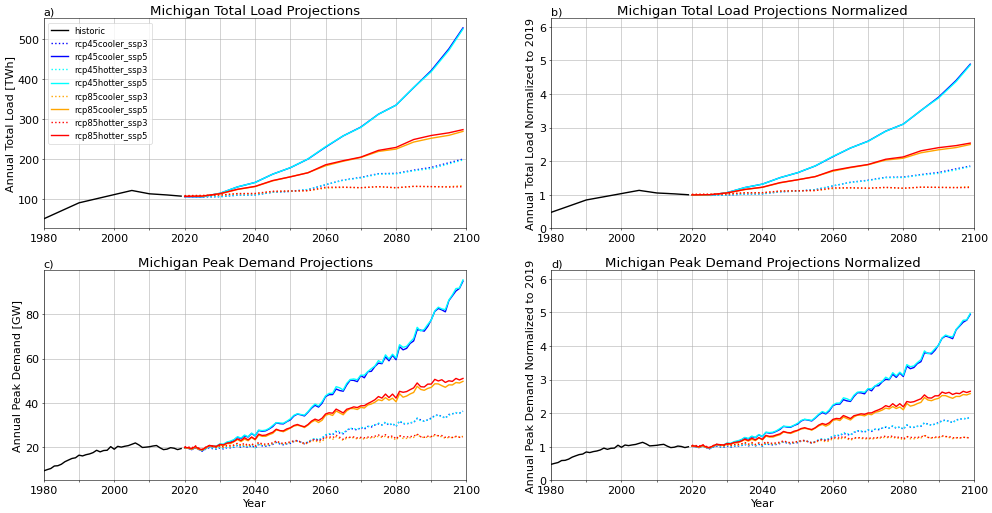 a) Michigan Total Load Projections
Annual Total Load [TWh]
500
400
300
200
100
historic
rcp45cooler_ssp3
rcp45cooler_ssp5
rcp45hotter_ssp3
rcp45hotter_ssp5
rcp85cooler_ssp3
rcp85cooler_ssp5
rcp85hotter_ssp3
rcp85hotter_ssp5
1980 2000 2020 2040 2060 2080 2100
b) Michigan Total Load Projections Normalized
Annual Total Load Normalized to 2019
6
5
4
3
2
1
0
1980 2000 2020 2040 2060 2080 2100
c) Michigan Peak Demand Projections
Annual Peak Demand [GW]
80
60
40
20
1980 2000 2020 2040 2060 2080 2100
Year
d) Michigan Peak Demand Projections Normalized
Annual Peak Demand Normalized to 2019
6
5
4
3
2
1
0
1980 2000 2020 2040 2060 2080 2100
Year